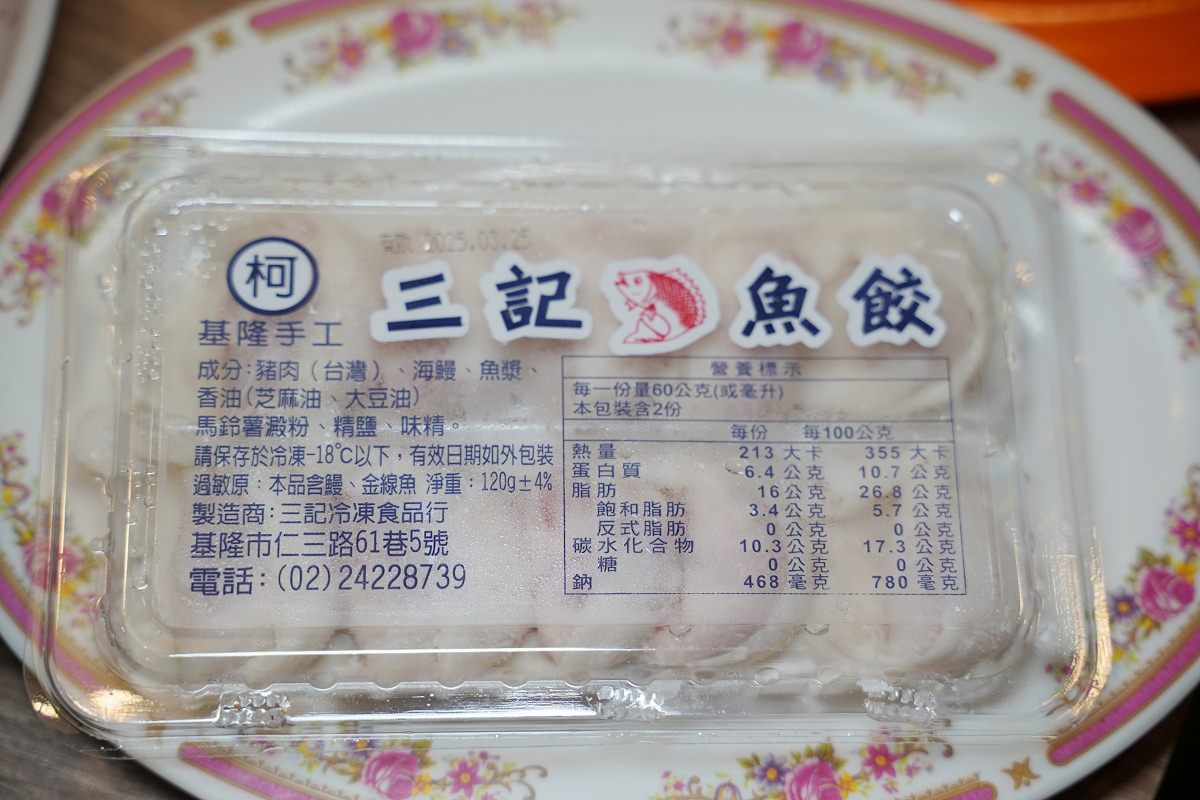 2025.03.25
柯
三記魚餃
基隆手工
成分:豬肉(台灣)、海鰻、魚漿、
香油(芝麻油、大豆油)
馬鈴薯澱粉、精鹽、味精。
請保存於冷凍-18℃以下,有效日期如外包裝
過敏原:本品含鰻、金線魚 淨重:120g±4%
製造商:三記冷凍食品行
基隆市仁三路61巷5號
電話:(02)24228739
營養標示
每一份量60公克(或毫升)
本包裝含2份
每份 每100公克
熱量 213 大卡 355 大卡
蛋白質 6.4 公克 10.7 公克
脂肪 16 公克 26.8 公克
飽和脂肪 3.4 公克 5.7 公克
反式脂肪 0 公克 0 公克
碳水化合物 10.3 公克 17.3 公克
糖 0 公克 0 公克
鈉 468 毫克 780 毫克